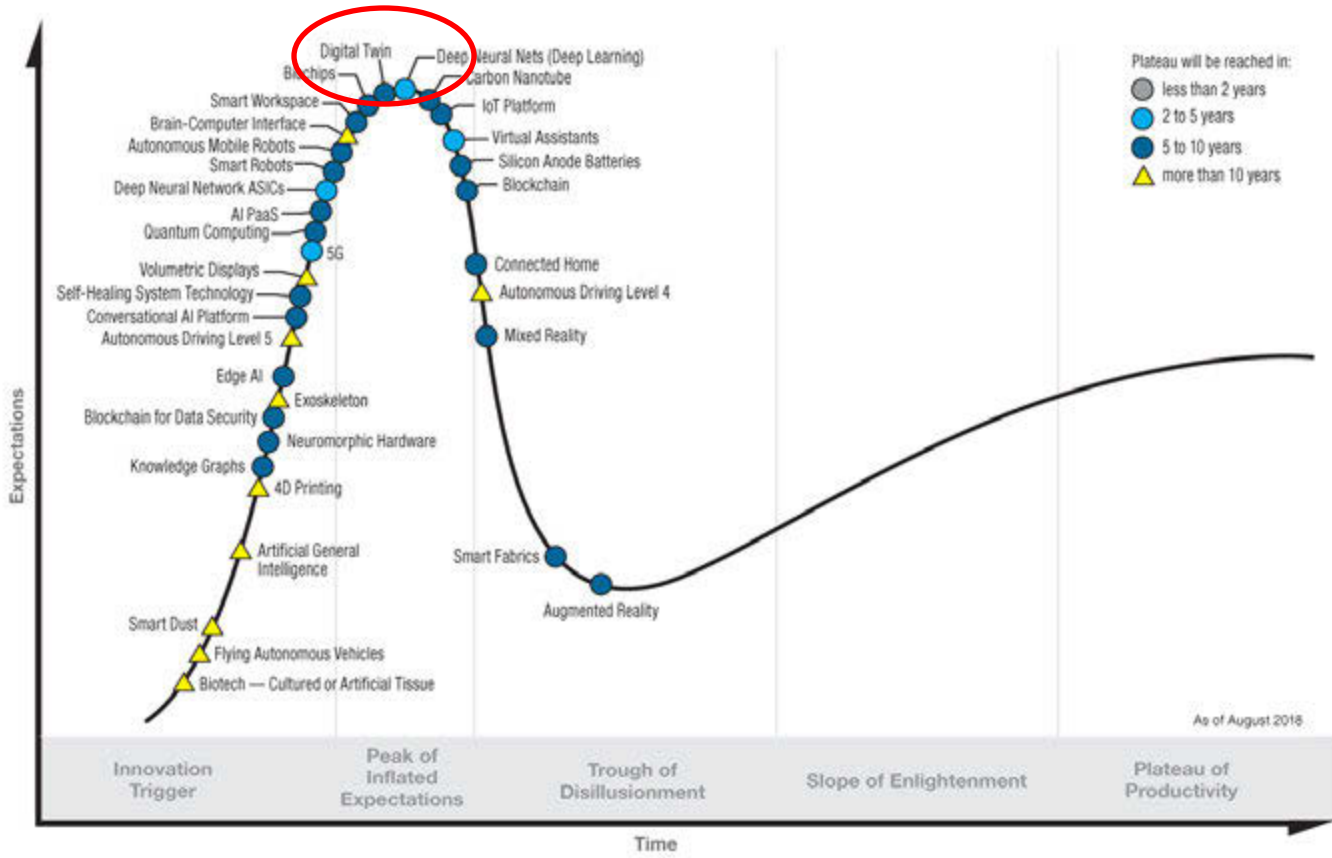 Digital Twin
Deep Neural Nets (Deep Learning)
Biochips
Carbon Nanotube
Smart Workspace
IoT Platform
Brain-Computer Interface
Virtual Assistants
Autonomous Mobile Robots
Silicon Anode Batteries
Smart Robots
Blockchain
Deep Neural Network ASICs
AI PaaS
Quantum Computing
5G
Volumetric Displays
Connected Home
Self-Healing System Technology
Autonomous Driving Level 4
Conversational AI Platform
Mixed Reality
Autonomous Driving Level 5
Edge AI
Exoskeleton
Blockchain for Data Security
Neuromorphic Hardware
Knowledge Graphs
4D Printing
Artificial General
Intelligence
Smart Fabrics
Augmented Reality
Smart Dust
Flying Autonomous Vehicles
Biotech — Cultured or Artificial Tissue
Plateau will be reached in:
less than 2 years
2 to 5 years
5 to 10 years
more than 10 years
As of August 2018
Expectations
Innovation
Trigger
Peak of
Inflated
Expectations
Trough of
Disillusionment
Slope of Enlightenment
Plateau of
Productivity
Time